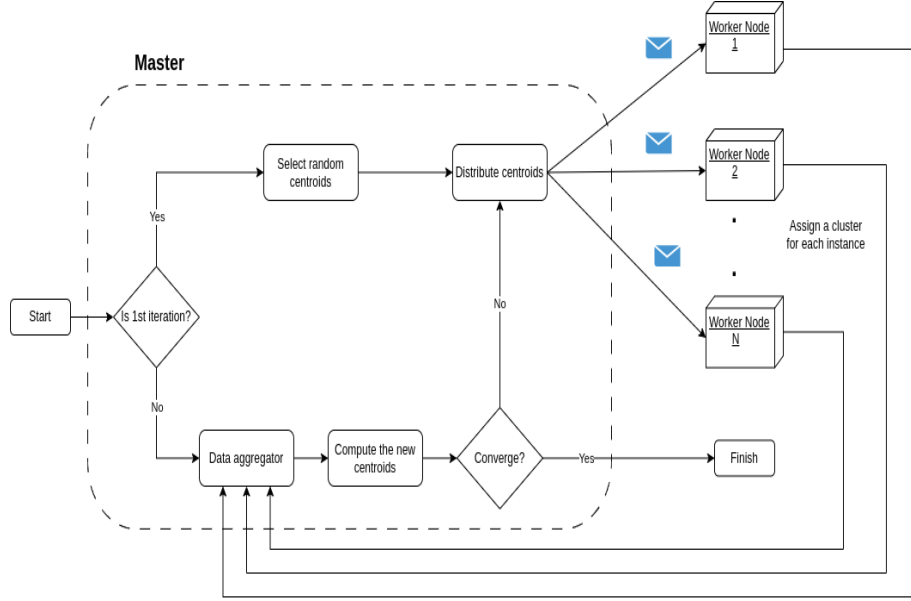 Master
Worker Node
1
Select random
centroids
Distribute centroids
Worker Node
2
Assign a cluster
for each instance
Yes
Start
Is 1st iteration?
No
Worker Node
N
No
Data aggregator
Compute the new
centroids
Converge?
Yes
Finish